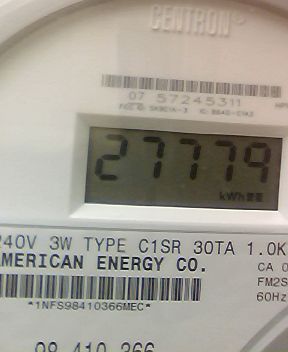 CENTRON®
07 57245311
27779
kWh
240V 3W TYPE C1SR 30TA 1.0K
AMERICAN ENERGY CO.
CA 0
FM2S
60Hz
*1NFS98410366MEC*
98 410 366